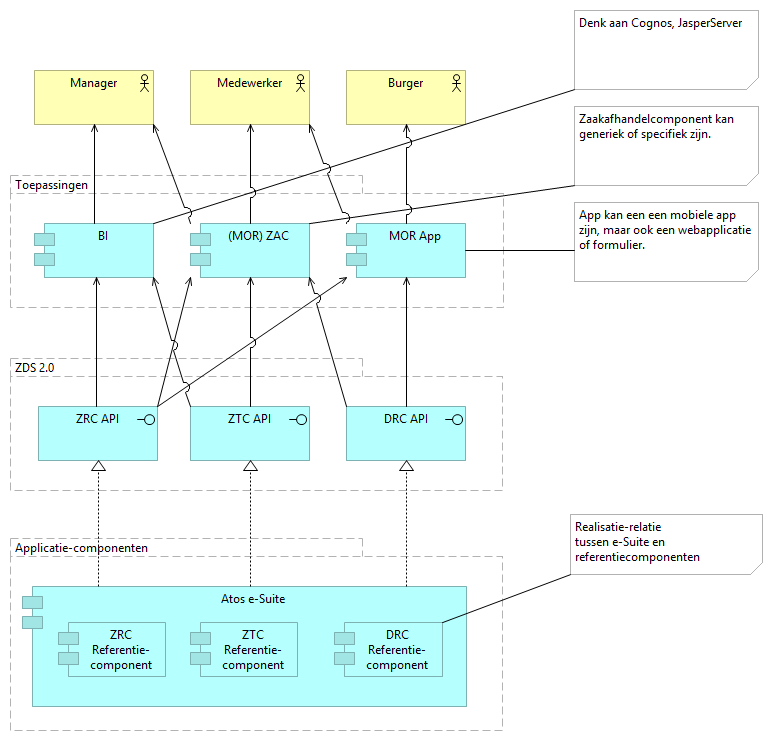 Denk aan Cognos, JasperServer
Manager
Medewerker
Burger
Zaakafhandelcomponent kan
generiek of specifiek zijn.
Toepassingen
App kan een een mobiele app
zijn, maar ook een webapplicatie
of formulier.
BI
(MOR) ZAC
MOR App
ZDS 2.0
ZRC API
ZTC API
DRC API
Realisatie-relatie
tussen e-Suite en
referentiecomponenten
Applicatie-componenten
Atos e-Suite
ZRC
Referentie-
component
ZTC
Referentie-
component
DRC
Referentie-
component